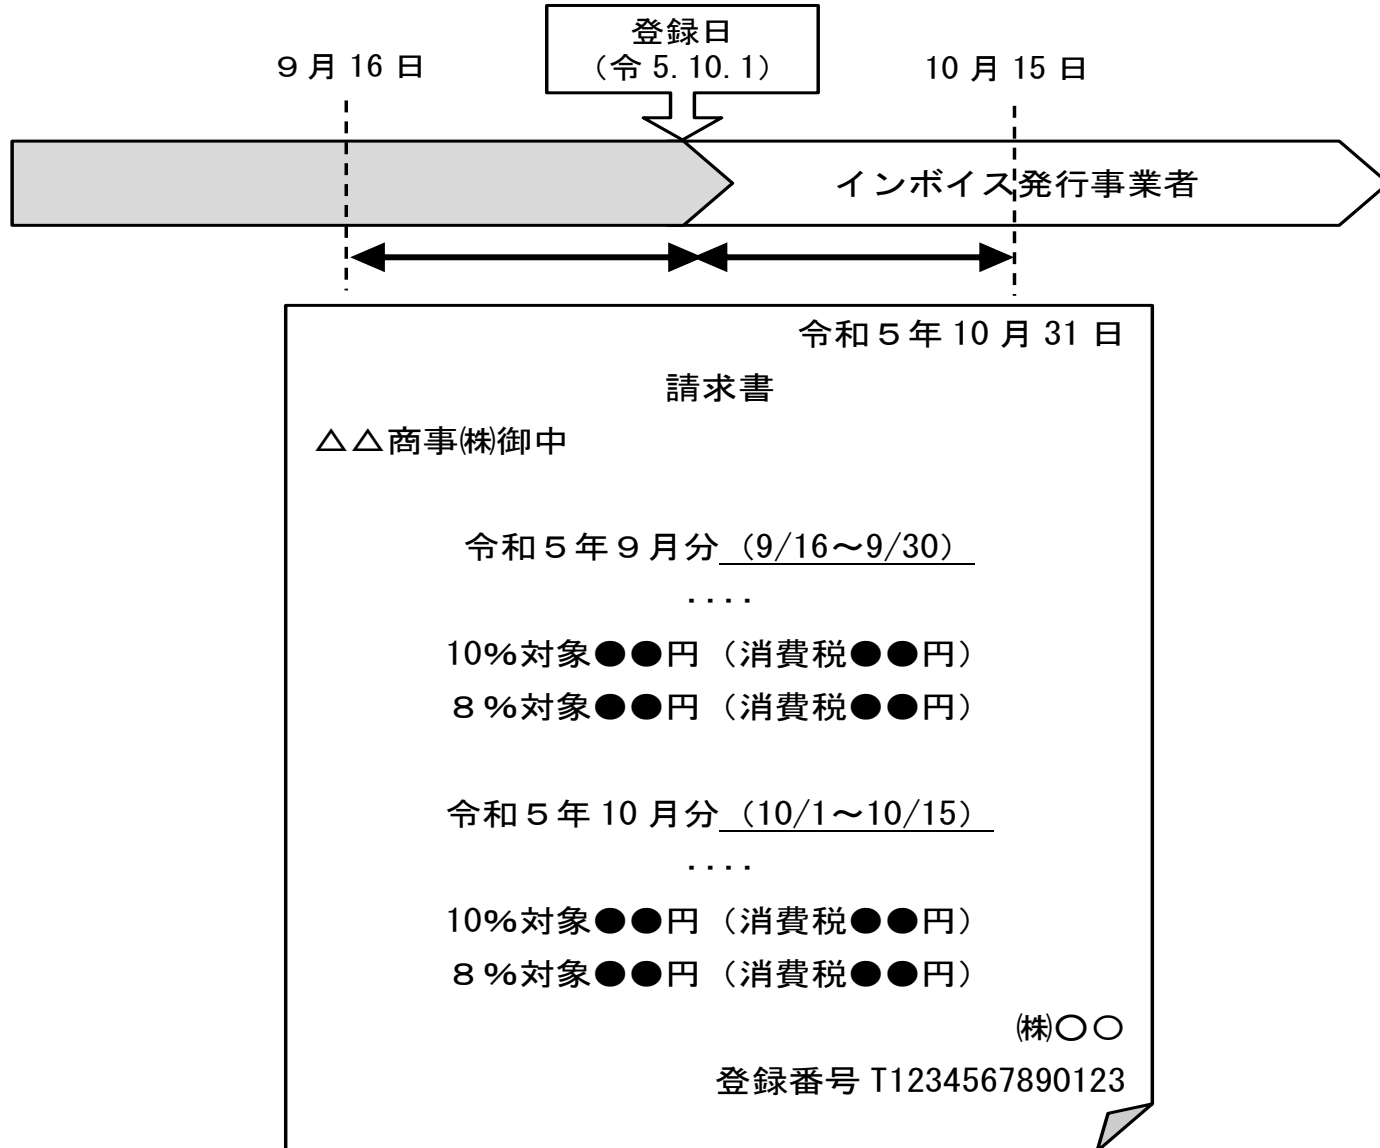 登録日
（令 5.10.1）
９月 16 日
10 月 15 日
インボイス発行事業者
令和５年 10 月 31 日
請求書
△△商事㈱御中
令和５年９月分（9/16～9/30）
‥‥
10％対象●●円（消費税●●円）
８％対象●●円（消費税●●円）
令和５年 10 月分（10/1～10/15）
‥‥
10％対象●●円（消費税●●円）
８％対象●●円（消費税●●円）
㈱○○
登録番号 T1234567890123